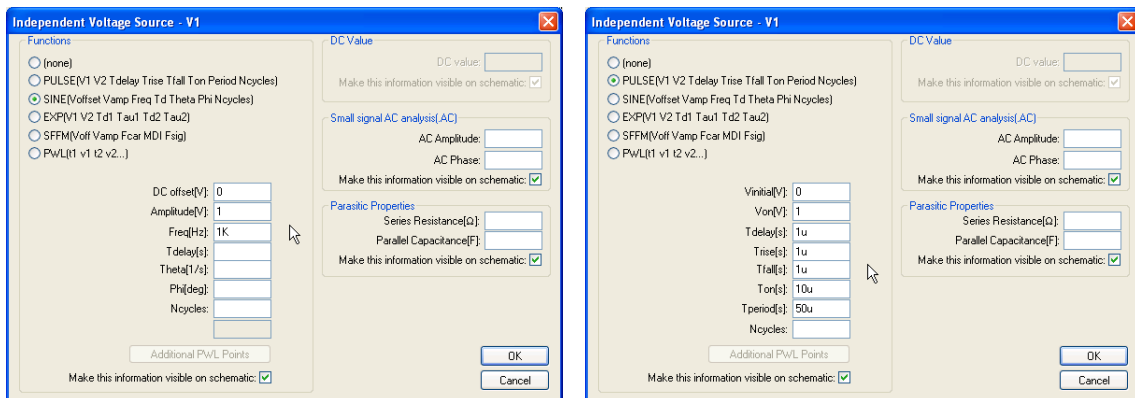 Independent Voltage Source - V1
Functions
(none)
PULSE(V1 V2 Tdelay Trise Tfall Ton Period Ncycles)
SINE(Voffset Vamp Freq Td Theta Phi Ncycles)
EXP(V1 V2 Td1 Tau1 Td2 Tau2)
SFFM(Voff Vamp Fcar MDI Fsig)
PWL(t1 v1 t2 v2...)
DC offset[V]: 0
Amplitude[V]: 1
Freq[Hz]: 1K
Tdelay[s]:
Theta[1/s]:
Phi[deg]:
Ncycles:
Additional PWL Points
Make this information visible on schematic:
DC Value
DC value:
Make this information visible on schematic:
Small signal AC analysis(.AC)
AC Amplitude:
AC Phase:
Make this information visible on schematic:
Parasitic Properties
Series Resistance[Ω]:
Parallel Capacitance[F]:
Make this information visible on schematic:
OK
Cancel
Independent Voltage Source - V1
Functions
(none)
PULSE(V1 V2 Tdelay Trise Tfall Ton Period Ncycles)
SINE(Voffset Vamp Freq Td Theta Phi Ncycles)
EXP(V1 V2 Td1 Tau1 Td2 Tau2)
SFFM(Voff Vamp Fcar MDI Fsig)
PWL(t1 v1 t2 v2...)
Vinitial[V]: 0
Von[V]: 1
Tdelay[s]: 1u
Trise[s]: 1u
Tfall[s]: 1u
Ton[s]: 10u
Tperiod[s]: 50u
Ncycles:
Additional PWL Points
Make this information visible on schematic:
DC Value
DC value:
Make this information visible on schematic:
Small signal AC analysis(.AC)
AC Amplitude:
AC Phase:
Make this information visible on schematic:
Parasitic Properties
Series Resistance[Ω]:
Parallel Capacitance[F]:
Make this information visible on schematic:
OK
Cancel